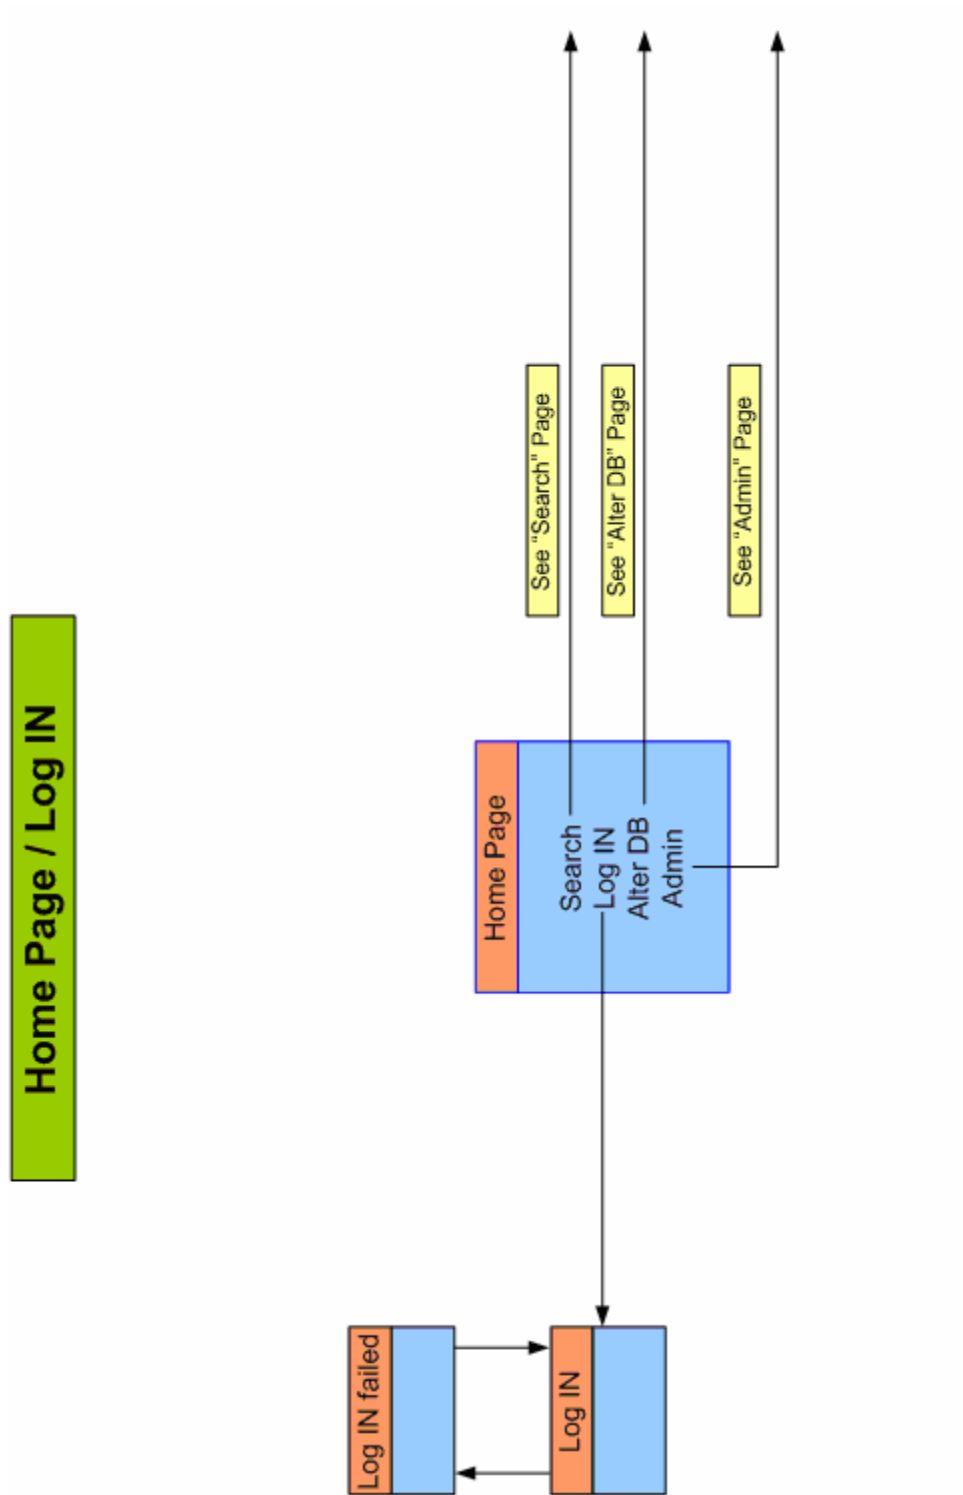 Home Page / Log IN
Log IN failed
Log IN
Home Page
Search
Log IN
Alter DB
Admin
See "Search" Page
See "Alter DB" Page
See "Admin" Page